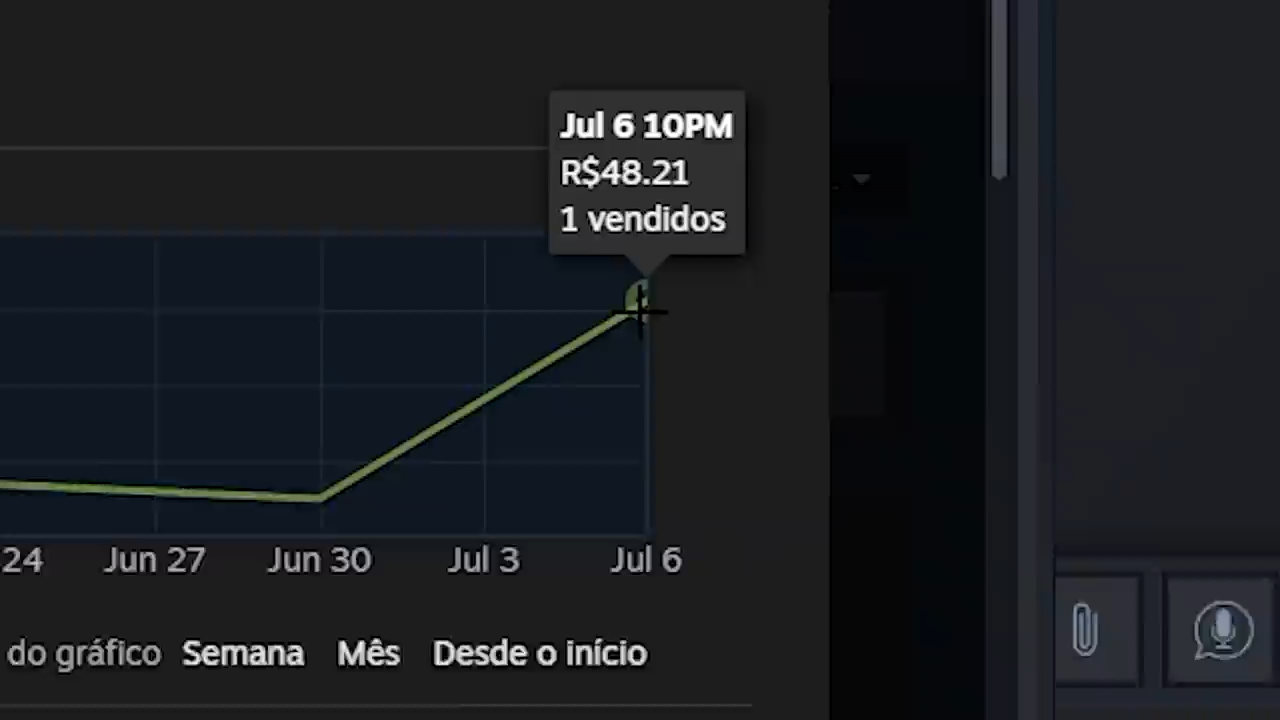 Jul 6 10PM
R$48.21
1 vendidos
24 Jun 27 Jun 30 Jul 3 Jul 6
do gráfico Semana Mês Desde o início